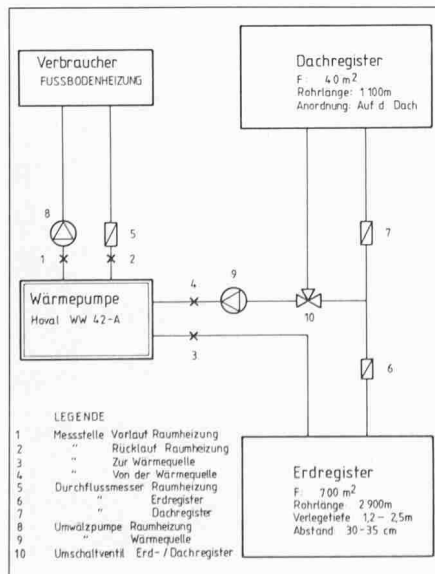 Verbraucher
FUSSBODENHEIZUNG
Dachregister
F: 40 m²
Rohrlänge: 1 100m
Anordnung: Auf d. Dach
8
5
1
2
7
4
9
10
3
6
Wärmepumpe
Hoval WW 42-A
LEGENDE
1 Messstelle Vorlauf Raumheizung
2 " Rücklauf Raumheizung
3 " Zur Wärmequelle
4 " Von der Wärmequelle
5 Durchflussmesser Raumheizung
6 " Erdregister
7 " Dachregister
8 Umwälzpumpe Raumheizung
9 " Wärmequelle
10 Umschaltventil Erd-/Dachregister
Erdregister
F: 700 m²
Rohrlänge 2 900m
Verlegetiefe 1,2 – 2,5m
Abstand 30-35 cm